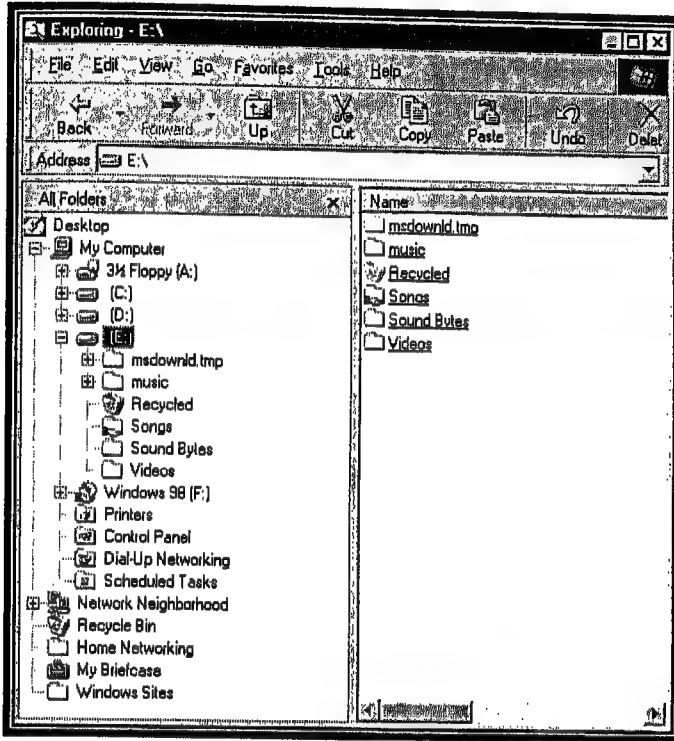 Exploring - E:\
File Edit View Go Favorites Tools Help
Back Forward Up Cut Copy Paste Undo Delet
Address E:\
All Folders
Desktop
My Computer
3½ Floppy (A:)
(C:)
(D:)
(E:)
msdownld.tmp
music
Recycled
Songs
Sound Bytes
Videos
Windows 98 (F:)
Printers
Control Panel
Dial-Up Networking
Scheduled Tasks
Network Neighborhood
Recycle Bin
Home Networking
My Briefcase
Windows Sites
Name
msdownld.tmp
music
Recycled
Songs
Sound Bytes
Videos